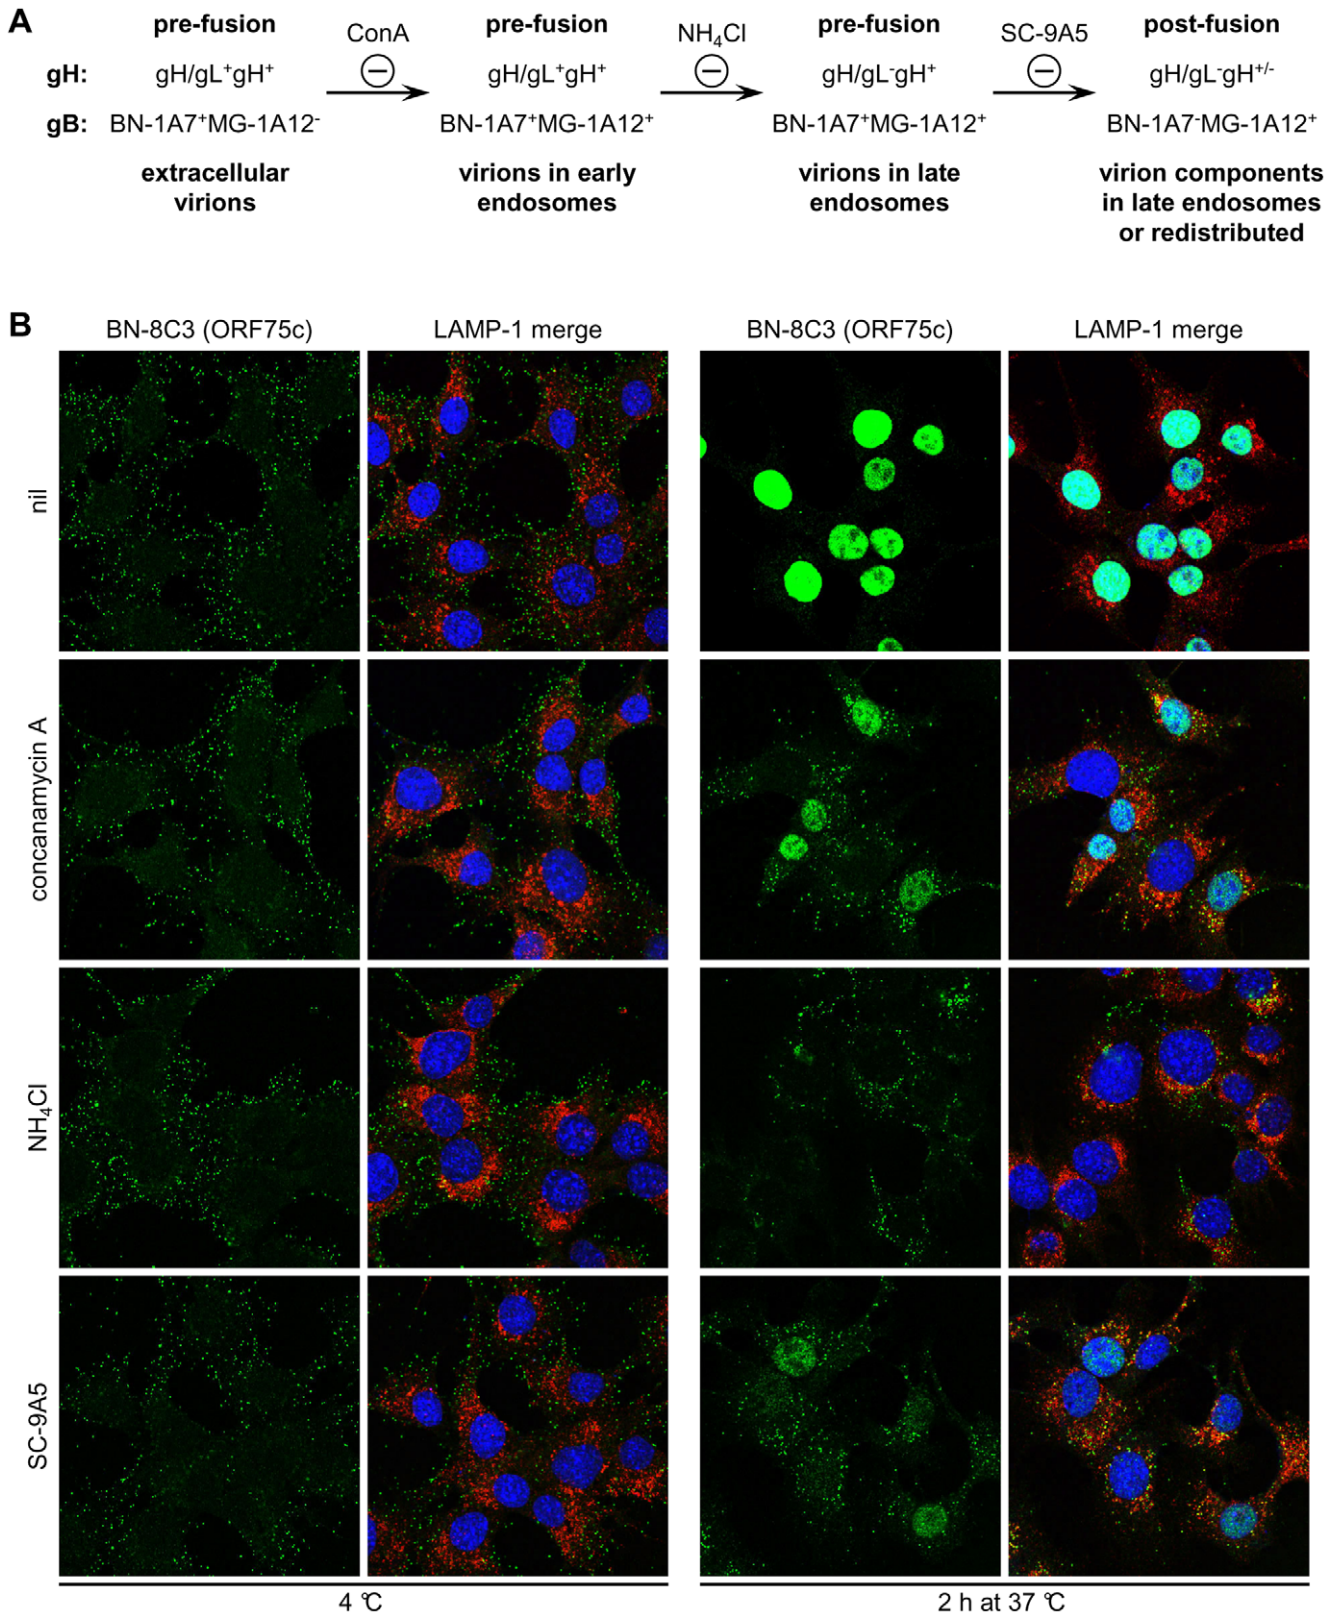 A
pre-fusion ConA pre-fusion NH₄Cl pre-fusion SC-9A5 post-fusion
gH: gH/gL⁺gH⁺ − gH/gL⁺gH⁺ − gH/gL⁻gH⁺ − gH/gL⁻gH⁺/⁻
gB: BN-1A7⁺MG-1A12⁻ BN-1A7⁺MG-1A12⁺ BN-1A7⁺MG-1A12⁺ BN-1A7⁻MG-1A12⁺
extracellular virions in early virions in late virion components
virions endosomes endosomes in late endosomes
or redistributed
B
BN-8C3 (ORF75c) LAMP-1 merge BN-8C3 (ORF75c) LAMP-1 merge
nil
concanamycin A
NH₄Cl
SC-9A5
4 °C 2 h at 37 °C